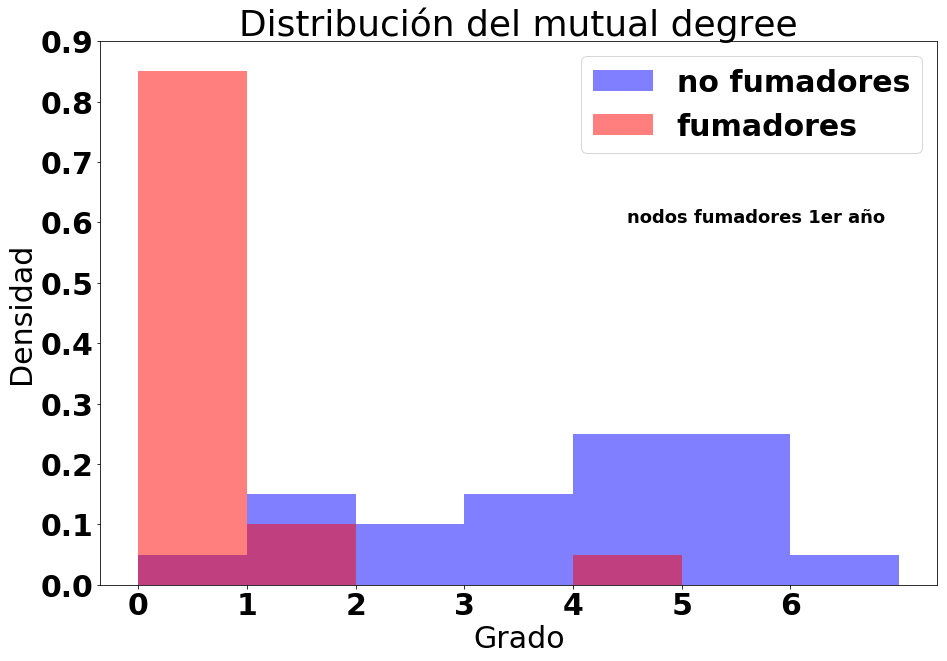 Distribución del mutual degree
no fumadores
fumadores
nodos fumadores 1er año
Densidad
0.9
0.8
0.7
0.6
0.5
0.4
0.3
0.2
0.1
0.0
0 1 2 3 4 5 6
Grado